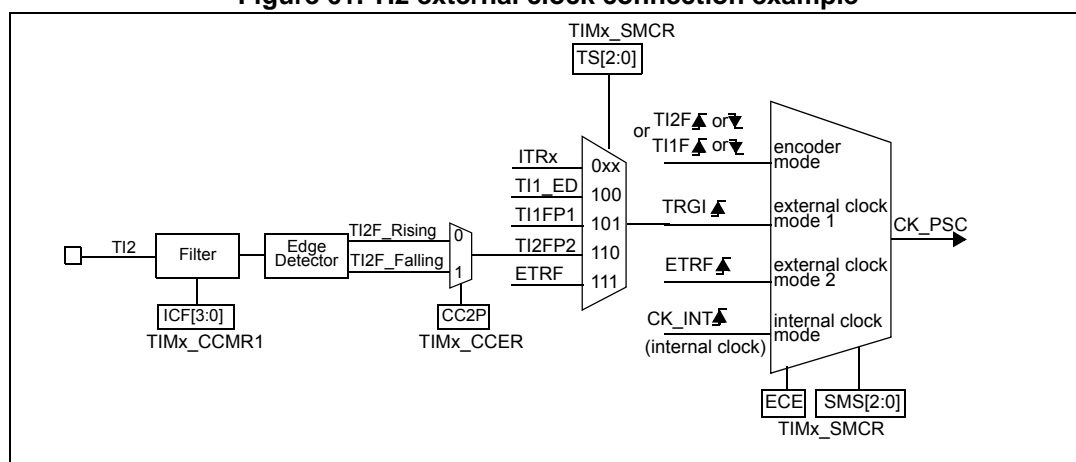 Figure 61. TI2 external clock connection example
TIMx_SMCR
TS[2:0]
or TI2F or
TI1F or
encoder
mode
ITRx
0xx
TI1_ED
100
TI1FP1
101
TRGI
external clock
mode 1
CK_PSC
TI2
Filter
Edge
Detector
TI2F_Rising
0
TI2F_Falling
1
TI2FP2
110
ETRF
111
ETRF
external clock
mode 2
ICF[3:0]
TIMx_CCMR1
CC2P
TIMx_CCER
CK_INT
(internal clock)
internal clock
mode
ECE
SMS[2:0]
TIMx_SMCR